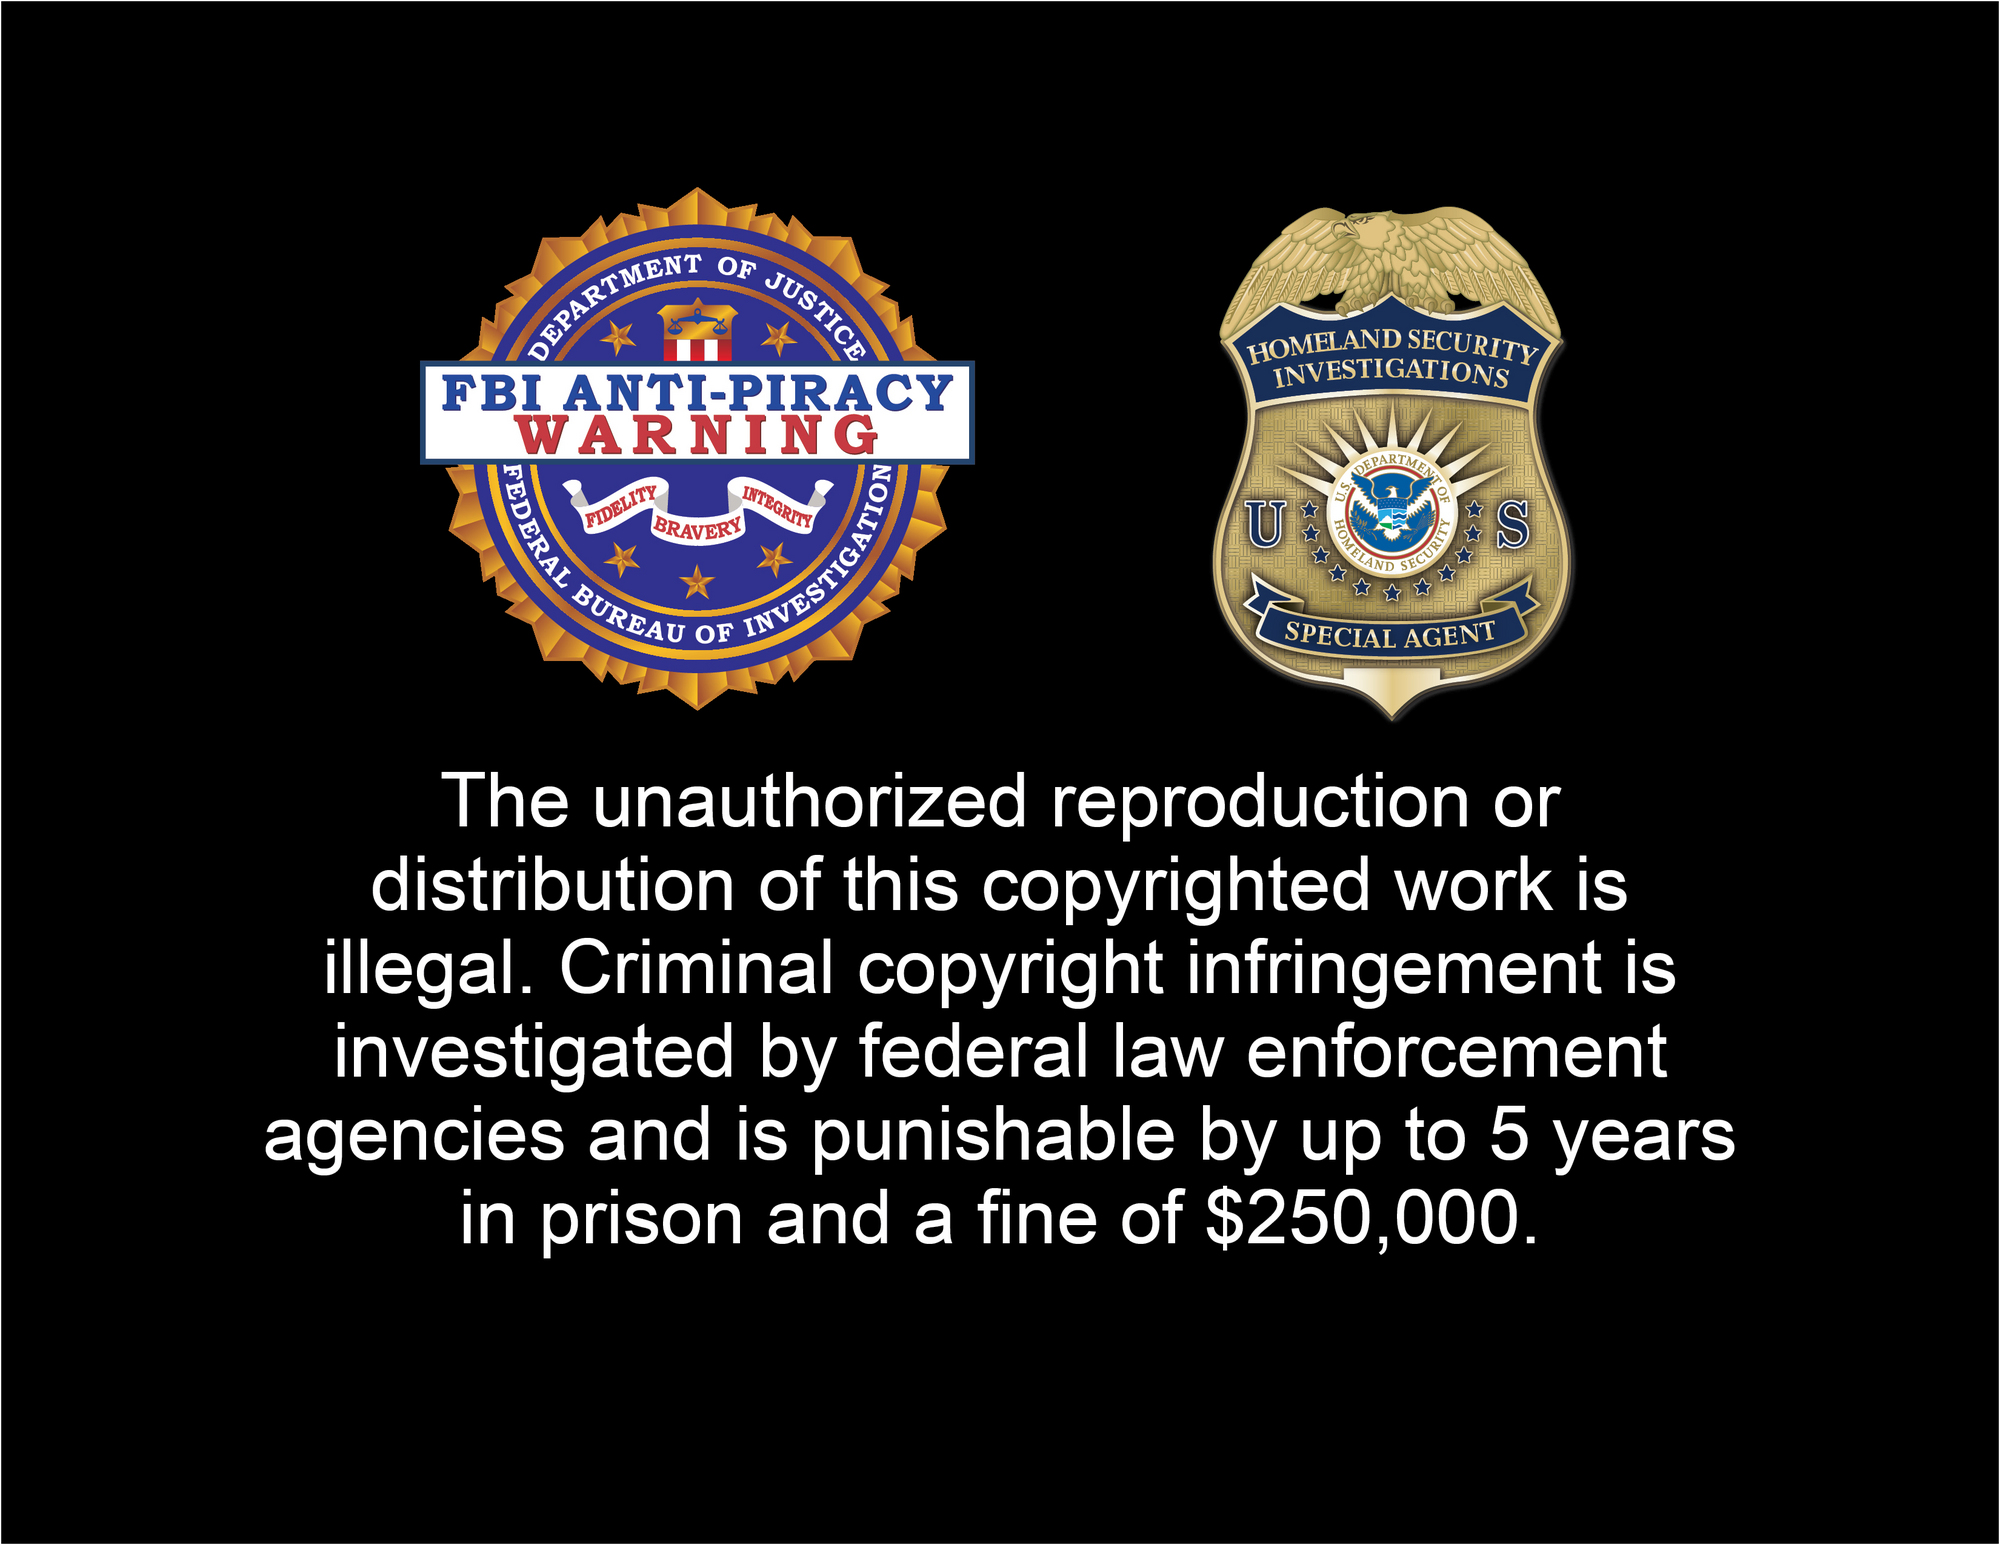 DEPARTMENT OF JUSTICE
FBI ANTI-PIRACY
WARNING
FIDELITY
BRAVERY
INTEGRITY
FEDERAL BUREAU OF INVESTIGATION
HOMELAND SECURITY
INVESTIGATIONS
U.S. DEPARTMENT OF
HOMELAND SECURITY
U S
SPECIAL AGENT
The unauthorized reproduction or
distribution of this copyrighted work is
illegal. Criminal copyright infringement is
investigated by federal law enforcement
agencies and is punishable by up to 5 years
in prison and a fine of $250,000.